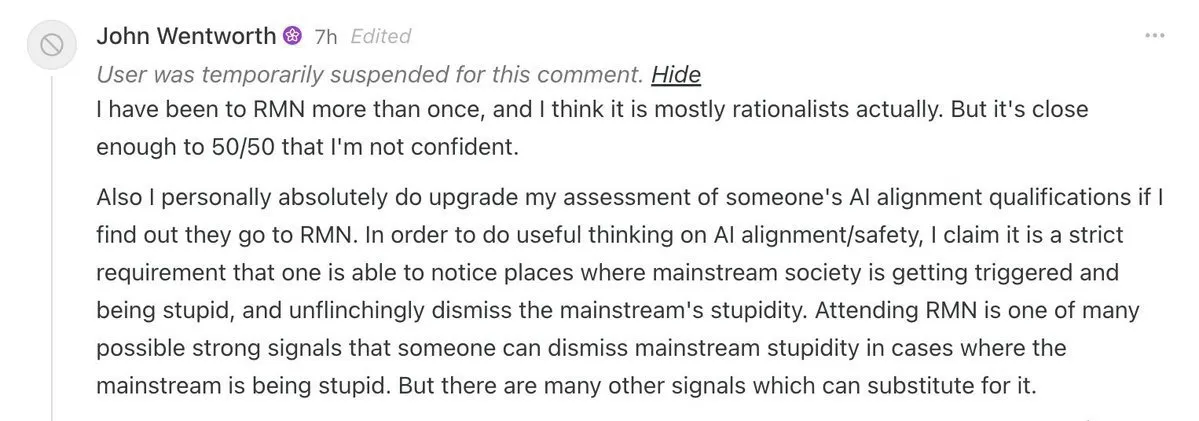 John Wentworth 7h Edited
User was temporarily suspended for this comment. Hide
I have been to RMN more than once, and I think it is mostly rationalists actually. But it's close
enough to 50/50 that I'm not confident.
Also I personally absolutely do upgrade my assessment of someone's AI alignment qualifications if I
find out they go to RMN. In order to do useful thinking on AI alignment/safety, I claim it is a strict
requirement that one is able to notice places where mainstream society is getting triggered and
being stupid, and unflinchingly dismiss the mainstream's stupidity. Attending RMN is one of many
possible strong signals that someone can dismiss mainstream stupidity in cases where the
mainstream is being stupid. But there are many other signals which can substitute for it.